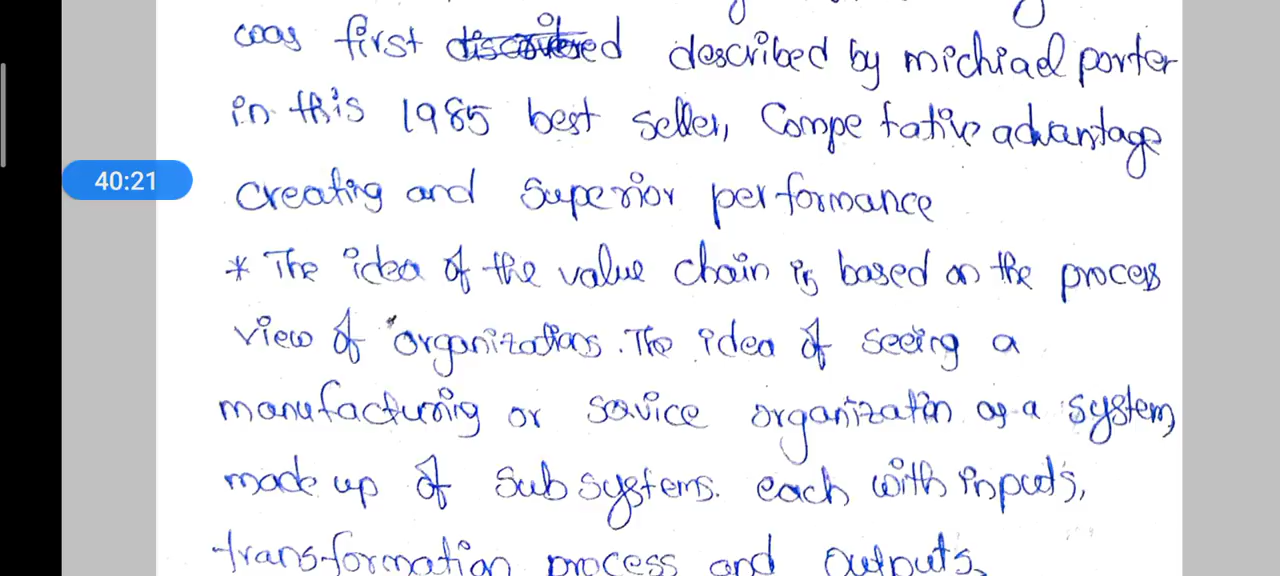 was first discovered described by michiael porter
in this 1985 best seller, Compe tative advantage
40:21
creating and superior performance
* The idea of the value chain is based on the process
view of organizations. The idea of seeing a
manufacturing or service organization as a system,
made up of subsystems. each with inputs,
transformation process and outputs,